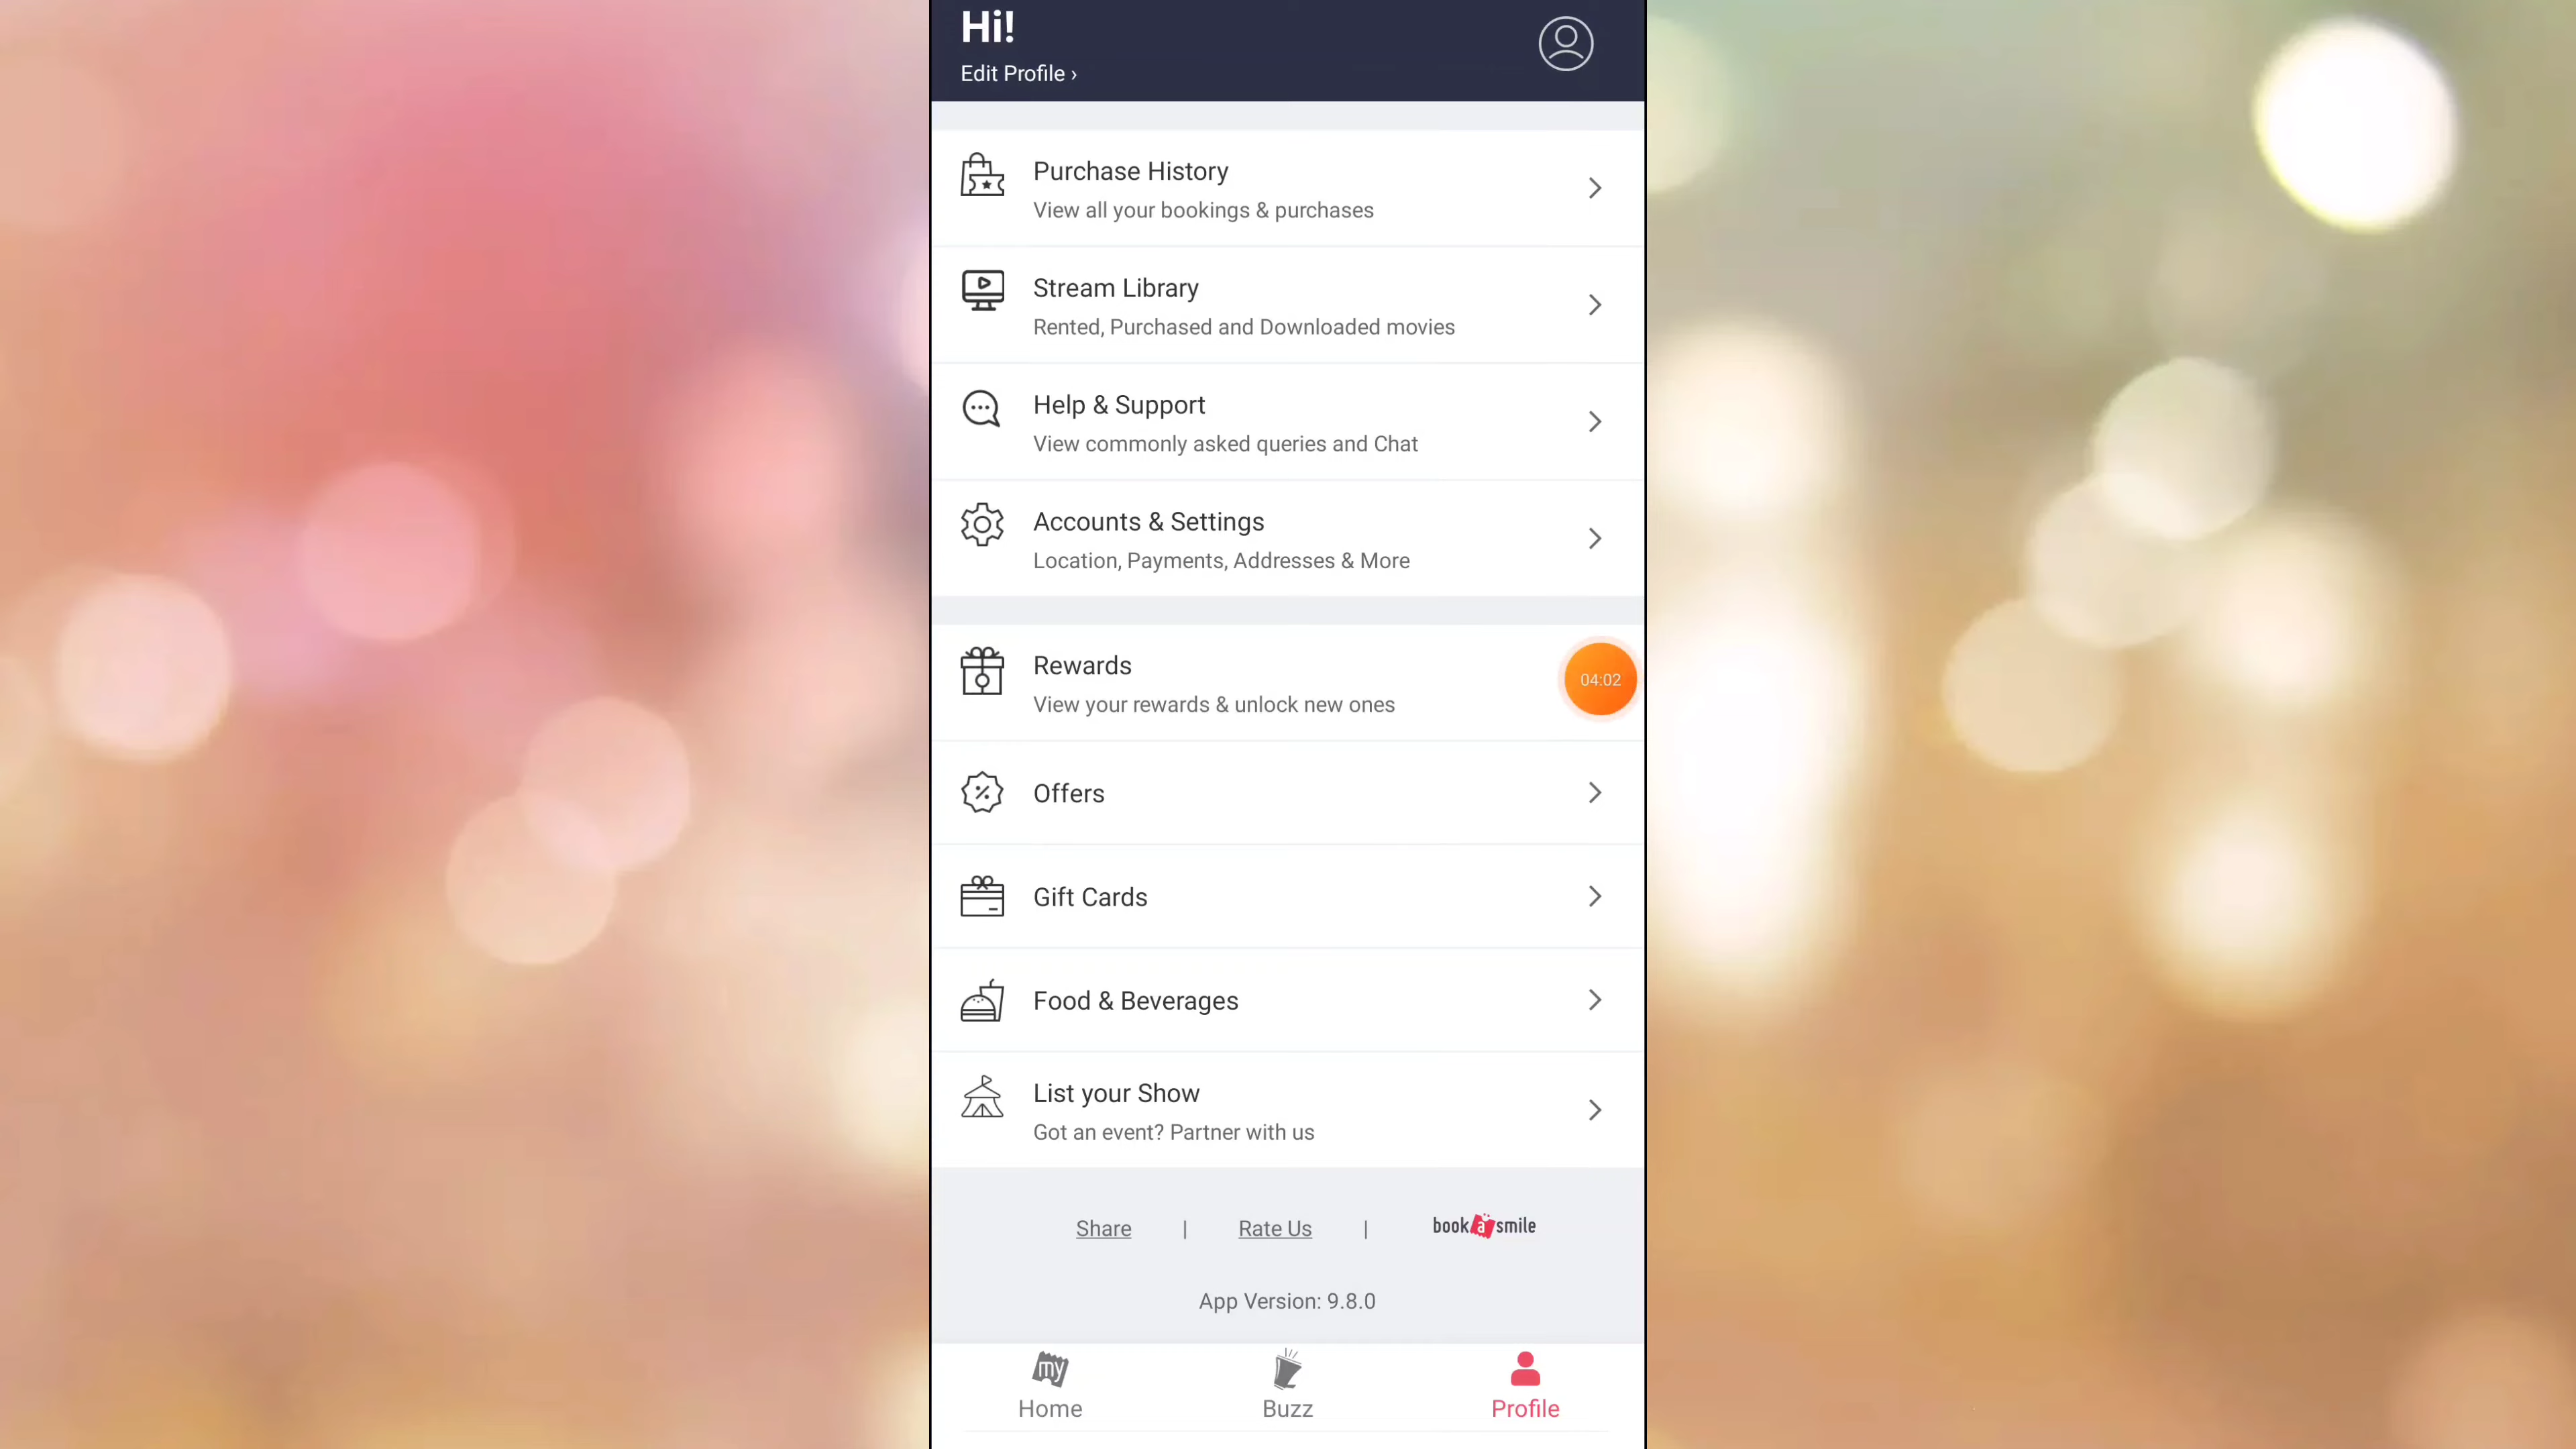 Hi!
Edit Profile ›
Purchase History
View all your bookings & purchases
Stream Library
Rented, Purchased and Downloaded movies
Help & Support
View commonly asked queries and Chat
Accounts & Settings
Location, Payments, Addresses & More
Rewards
View your rewards & unlock new ones
04:02
Offers
Gift Cards
Food & Beverages
List your Show
Got an event? Partner with us
Share | Rate Us | book a smile
App Version: 9.8.0
my
Home Buzz Profile